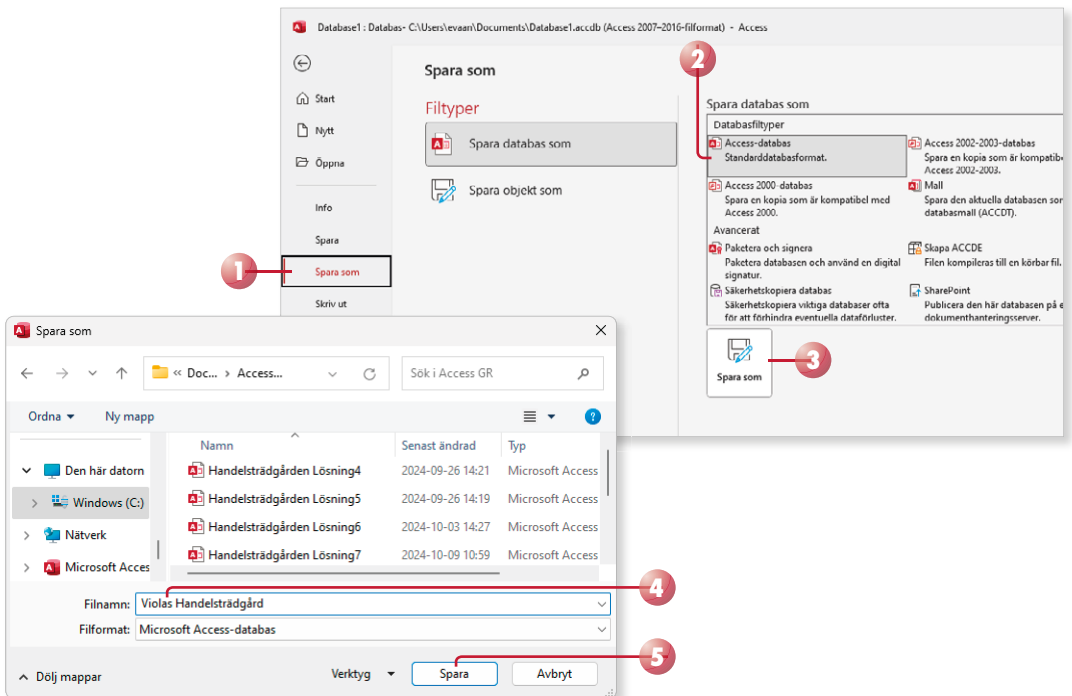 Database1 : Databas- C:\Users\evaan\Documents\Database1.accdb (Access 2007–2016-filformat) - Access
Start
Nytt
Öppna
Info
Spara
Spara som
Skriv ut
1
Spara som
Filtyper
Spara databas som
Spara objekt som
2
Spara databas som
Databasfiltyper
Access-databas
Standarddatabasformat.
Access 2002-2003-databas
Spara en kopia som är kompatib
Access 2002-2003.
Access 2000-databas
Spara en kopia som är kompatibel med
Access 2000.
Mall
Spara den aktuella databasen som
databasmall (ACCDT).
Avancerat
Paketera och signera
Paketera databasen och använd en digital
signatur.
Skapa ACCDE
Filen kompileras till en körbar fil.
Säkerhetskopiera databas
Säkerhetskopiera viktiga databaser ofta
för att förhindra eventuella dataförluster.
SharePoint
Publicera den här databasen på e
dokumenthanteringsserver.
Spara som
3
Spara som
« Doc... › Access...
Sök i Access GR
Ordna
Ny mapp
Namn Senast ändrad Typ
Den här datorn
Windows (C:)
Nätverk
Microsoft Acces
Handelsträdgården Lösning4 2024-09-26 14:21 Microsoft Access
Handelsträdgården Lösning5 2024-09-26 14:19 Microsoft Access
Handelsträdgården Lösning6 2024-10-03 14:27 Microsoft Access
Handelsträdgården Lösning7 2024-10-09 10:59 Microsoft Access
Filnamn: Violas Handelsträdgård
4
Filformat: Microsoft Access-databas
5
Dölj mappar
Verktyg
Spara
Avbryt